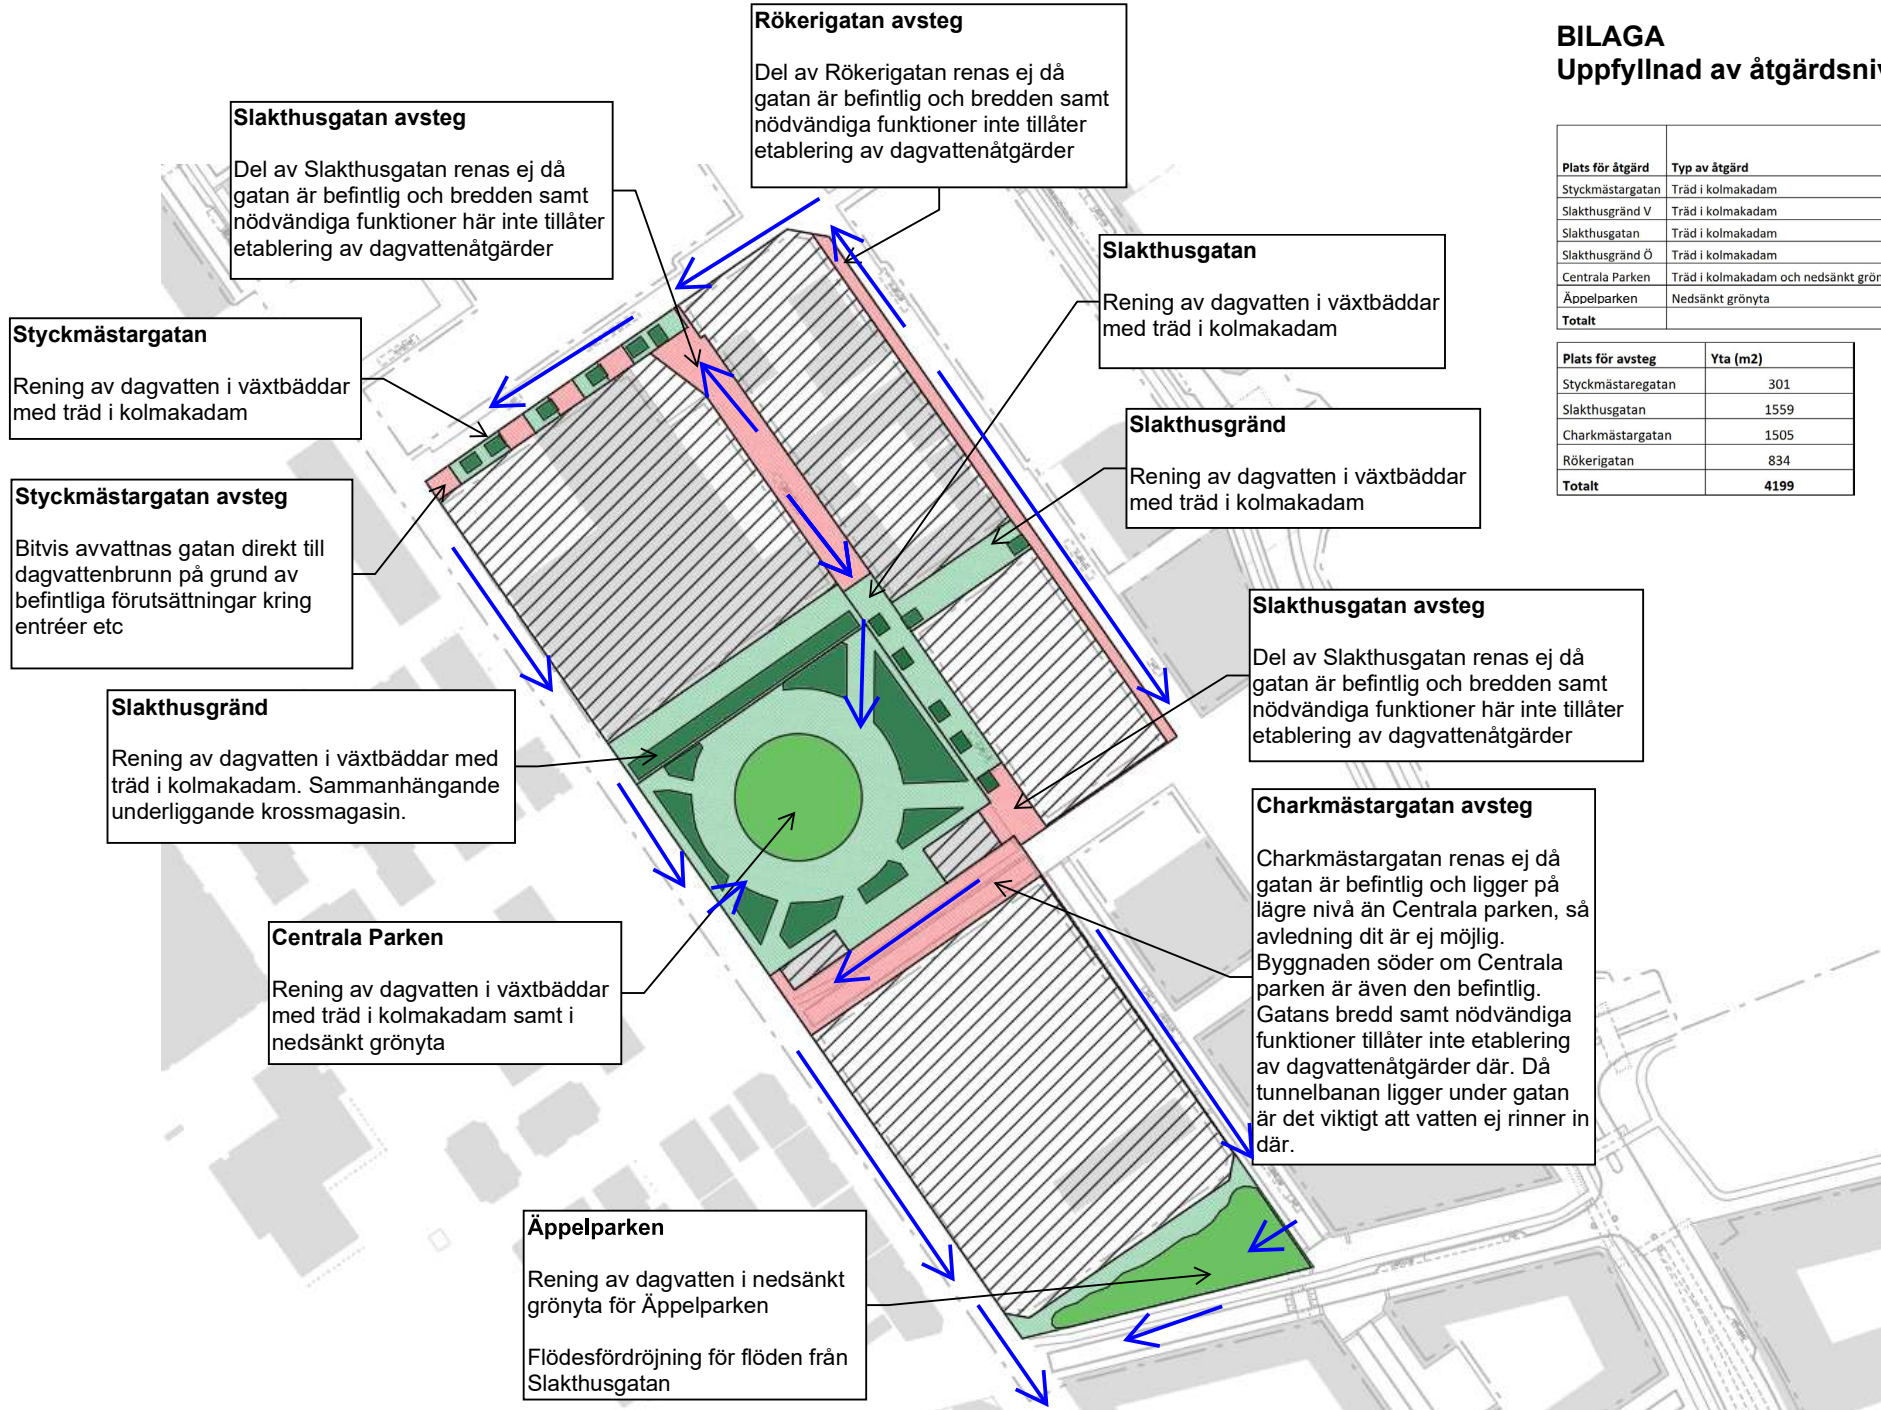 BILAGA
Uppfyllnad av åtgärdsni
Rökerigatan avsteg
Del av Rökerigatan renas ej då
gatan är befintlig och bredden samt
nödvändiga funktioner inte tillåter
etablering av dagvattenåtgärder
Slakthusgatan avsteg
Del av Slakthusgatan renas ej då
gatan är befintlig och bredden samt
nödvändiga funktioner här inte tillåter
etablering av dagvattenåtgärder
Plats för åtgärd Typ av åtgärd
Styckmästargatan Träd i kolmakadam
Slakthusgränd V Träd i kolmakadam
Slakthusgatan Träd i kolmakadam
Slakthusgränd Ö Träd i kolmakadam
Centrala Parken Träd i kolmakadam och nedsänkt grön
Äppelparken Nedsänkt grönyta
Totalt
Plats för avsteg Yta (m2)
Styckmästaregatan 301
Slakthusgatan 1559
Charkmästargatan 1505
Rökerigatan 834
Totalt 4199
Slakthusgatan
Rening av dagvatten i växtbäddar
med träd i kolmakadam
Styckmästargatan
Rening av dagvatten i växtbäddar
med träd i kolmakadam
Slakthusgränd
Rening av dagvatten i växtbäddar
med träd i kolmakadam
Styckmästargatan avsteg
Bitvis avvattnas gatan direkt till
dagvattenbrunn på grund av
befintliga förutsättningar kring
entréer etc
Slakthusgatan avsteg
Del av Slakthusgatan renas ej då
gatan är befintlig och bredden samt
nödvändiga funktioner här inte tillåter
etablering av dagvattenåtgärder
Slakthusgränd
Rening av dagvatten i växtbäddar med
träd i kolmakadam. Sammanhängande
underliggande krossmagasin.
Charkmästargatan avsteg
Charkmästargatan renas ej då
gatan är befintlig och ligger på
lägre nivå än Centrala parken, så
avledning dit är ej möjlig.
Byggnaden söder om Centrala
parken är även den befintlig.
Gatans bredd samt nödvändiga
funktioner tillåter inte etablering
av dagvattenåtgärder där. Då
tunnelbanan ligger under gatan
är det viktigt att vatten ej rinner in
där.
Centrala Parken
Rening av dagvatten i växtbäddar
med träd i kolmakadam samt i
nedsänkt grönyta
Äppelparken
Rening av dagvatten i nedsänkt
grönyta för Äppelparken
Flödesfördröjning för flöden från
Slakthusgatan